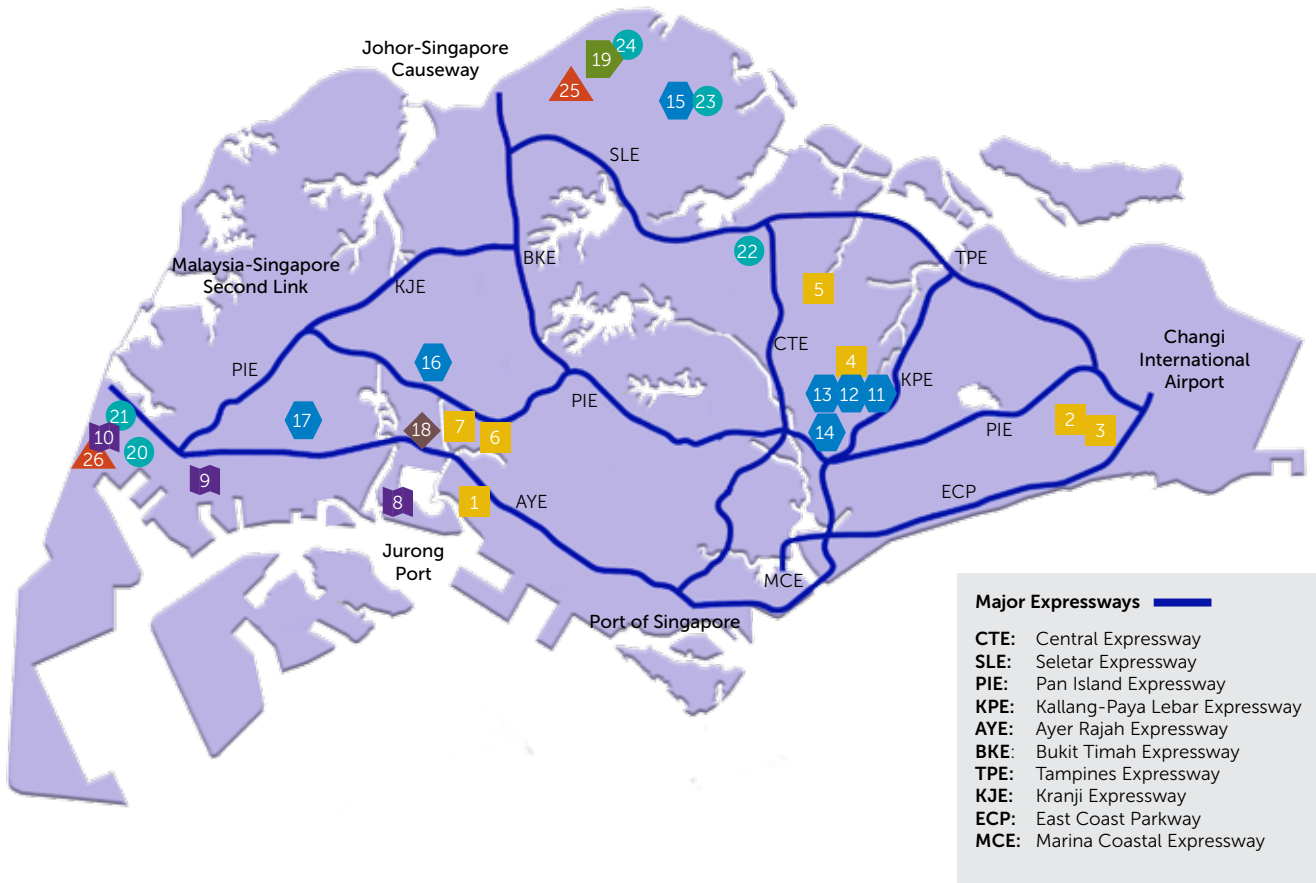 Johor-Singapore
Causeway
24
19
25
15
23
SLE
22
BKE
TPE
Malaysia-Singapore
Second Link
KJE
5
CTE
Changi
International
Airport
16
4
PIE
KPE
PIE
13
12
11
17
21
10
26
20
18
7
6
14
PIE
2
3
9
8
1
AYE
ECP
Jurong
Port
MCE
Port of Singapore
Major Expressways
CTE: Central Expressway
SLE: Seletar Expressway
PIE: Pan Island Expressway
KPE: Kallang-Paya Lebar Expressway
AYE: Ayer Rajah Expressway
BKE: Bukit Timah Expressway
TPE: Tampines Expressway
KJE: Kranji Expressway
ECP: East Coast Parkway
MCE: Marina Coastal Expressway